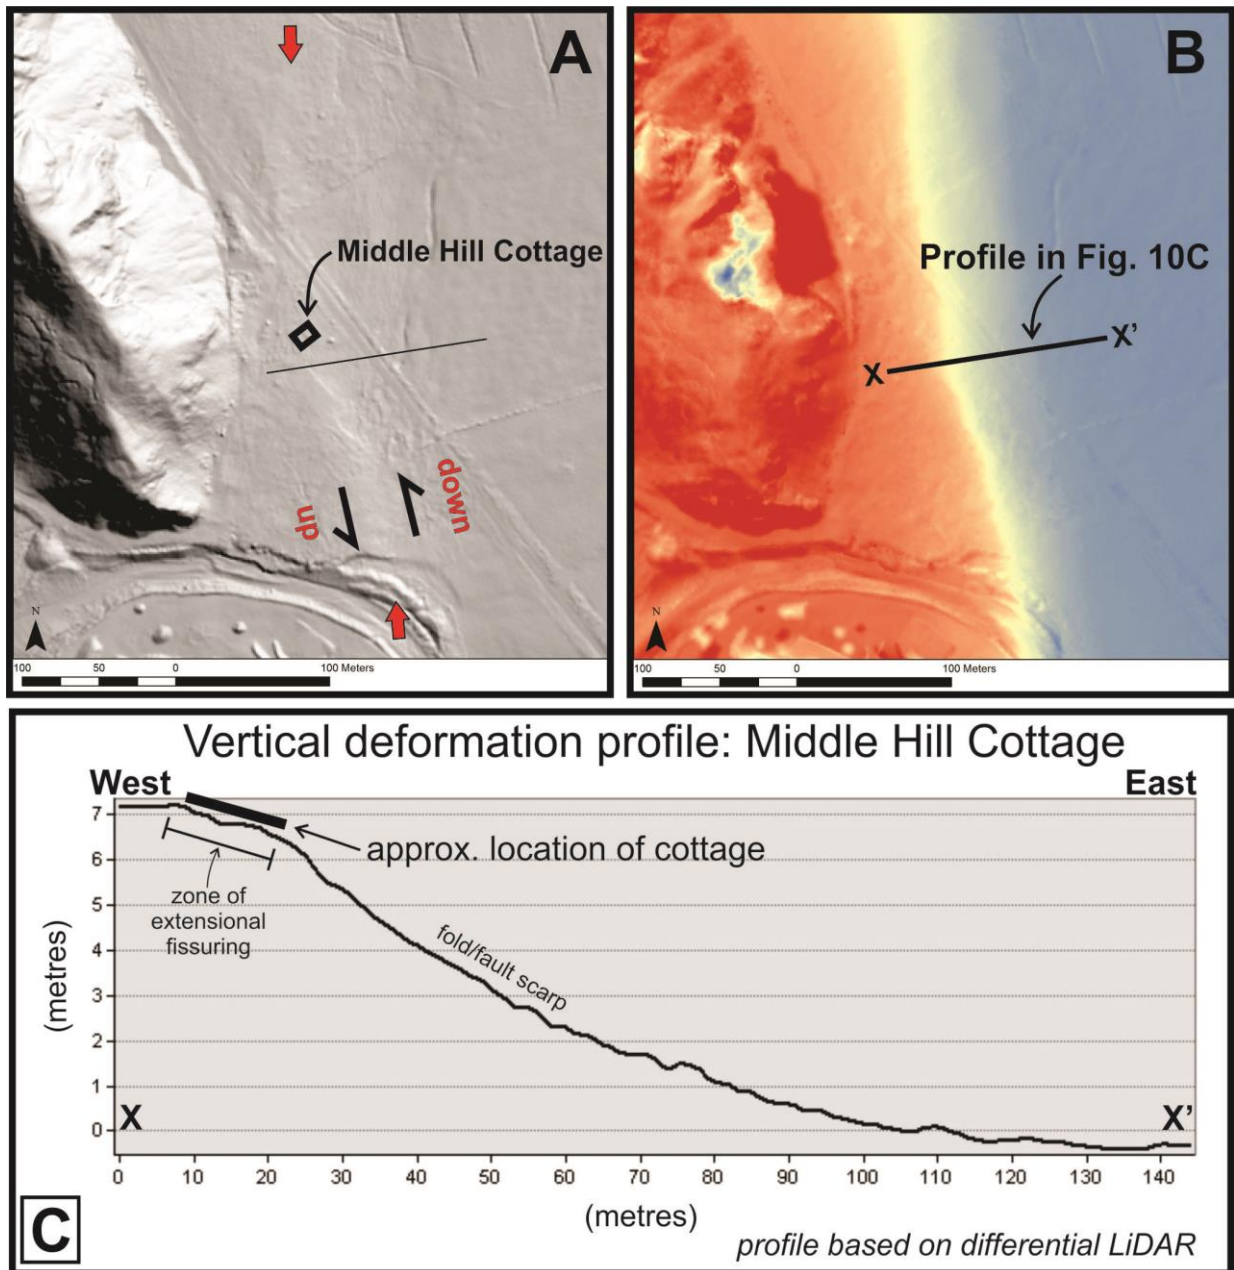 A
Middle Hill Cottage
up
down
N
100 50 0 100 Meters
B
Profile in Fig. 10C
X
X'
N
100 50 0 100 Meters
Vertical deformation profile: Middle Hill Cottage
West
East
7
6
5
4
3
2
1
0
(metres)
approx. location of cottage
zone of
extensional
fissuring
fold/fault scarp
X
X'
0 10 20 30 40 50 60 70 80 90 100 110 120 130 140
(metres)
C
profile based on differential LiDAR